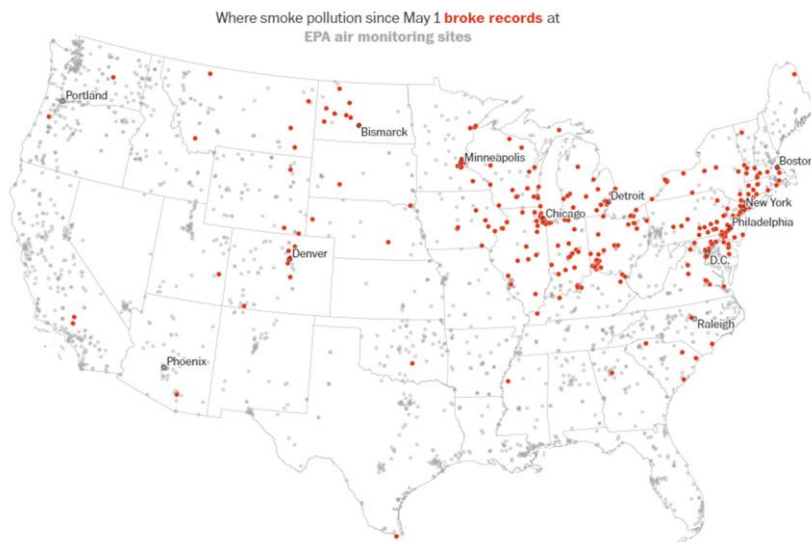 Where smoke pollution since May 1 broke records at
EPA air monitoring sites
Portland
Bismarck
Minneapolis
Boston
Detroit
New York
Chicago
Philadelphia
Denver
D.C.
Raleigh
Phoenix